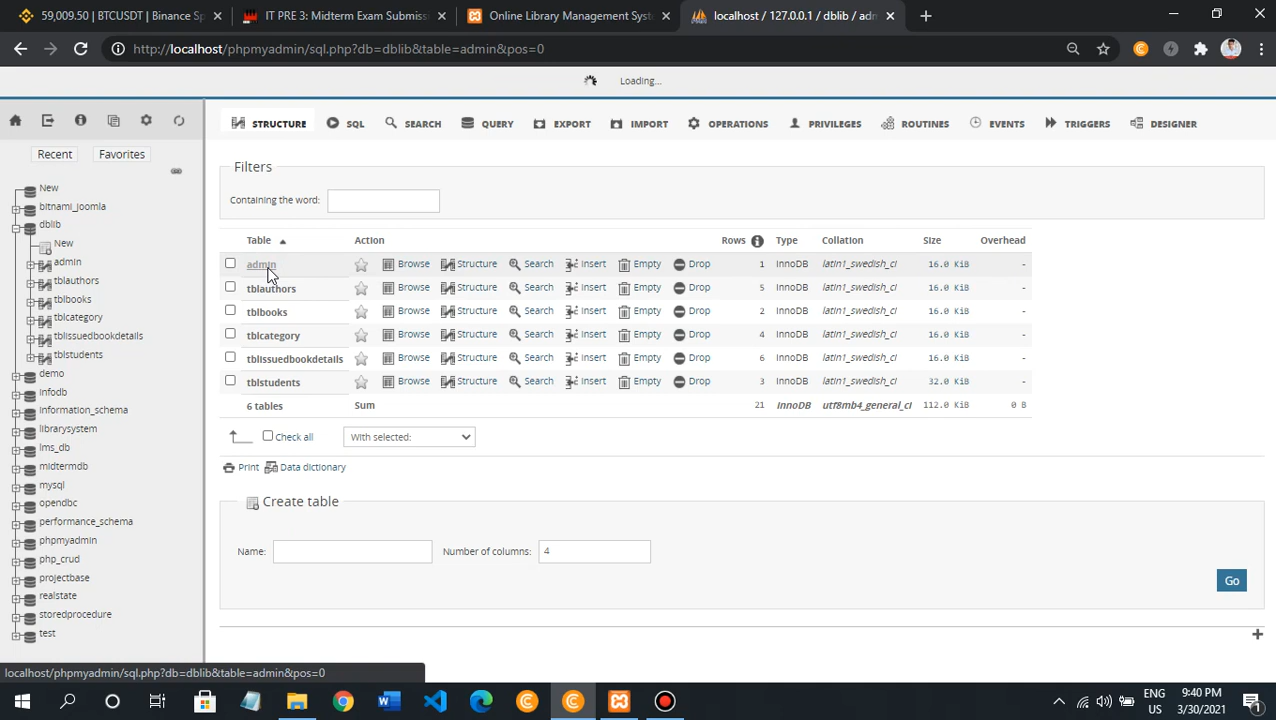 59,009.50 | BTCUSDT | Binance Sp
IT PRE 3: Midterm Exam Submiss
Online Library Management Syst
localhost / 127.0.0.1 / dblib / adm
http://localhost/phpmyadmin/sql.php?db=dblib&table=admin&pos=0
Loading...
STRUCTURE SQL SEARCH QUERY EXPORT IMPORT OPERATIONS PRIVILEGES ROUTINES EVENTS TRIGGERS DESIGNER
Recent Favorites
New
bitnami_joomla
dblib
New
admin
tblauthors
tblbooks
tblcategory
tblissuedbookdetails
tblstudents
demo
infodb
information_schema
librarysystem
lms_db
midtermdb
mysql
opendbc
performance_schema
phpmyadmin
php_crud
projectbase
realstate
storedprocedure
test
Filters
Containing the word:
Table Action Rows Type Collation Size Overhead
admin Browse Structure Search Insert Empty Drop 1 InnoDB latin1_swedish_ci 16.0 KiB -
tblauthors Browse Structure Search Insert Empty Drop 5 InnoDB latin1_swedish_ci 16.0 KiB -
tblbooks Browse Structure Search Insert Empty Drop 2 InnoDB latin1_swedish_ci 16.0 KiB -
tblcategory Browse Structure Search Insert Empty Drop 4 InnoDB latin1_swedish_ci 16.0 KiB -
tblissuedbookdetails Browse Structure Search Insert Empty Drop 6 InnoDB latin1_swedish_ci 16.0 KiB -
tblstudents Browse Structure Search Insert Empty Drop 3 InnoDB latin1_swedish_ci 32.0 KiB -
6 tables Sum 21 InnoDB utf8mb4_general_ci 112.0 KiB 0 B
Check all With selected:
Print Data dictionary
Create table
Name: Number of columns: 4
Go
localhost/phpmyadmin/sql.php?db=dblib&table=admin&pos=0
ENG
US
9:40 PM
3/30/2021
1